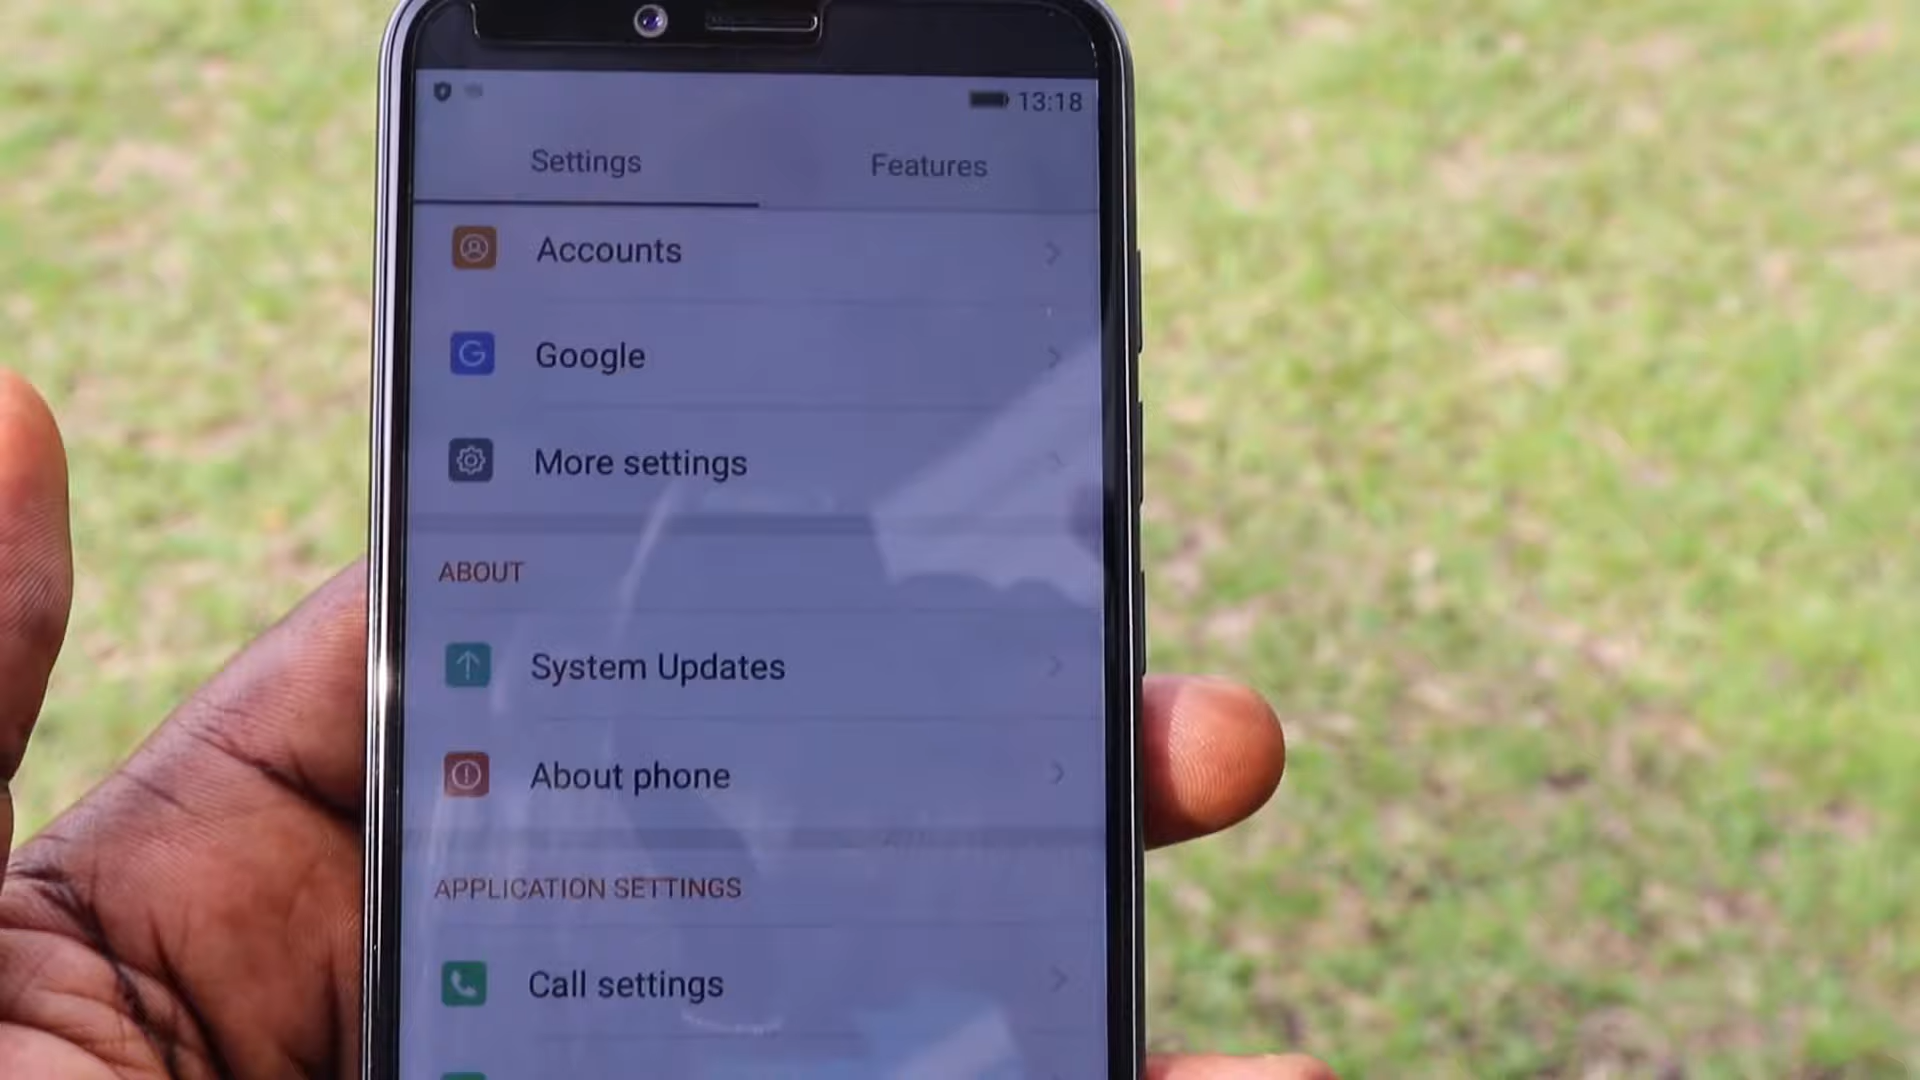 13:18
Settings
Features
Accounts
Google
More settings
ABOUT
System Updates
About phone
APPLICATION SETTINGS
Call settings